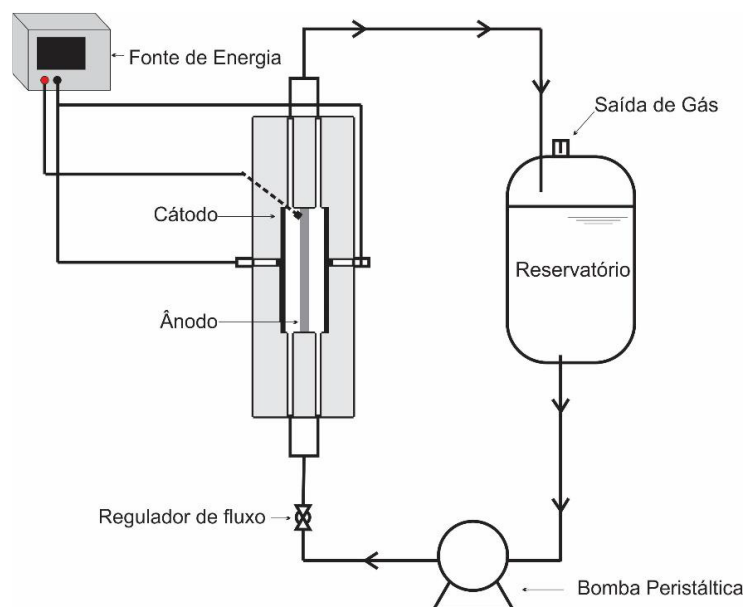 Fonte de Energia
Saída de Gás
Cátodo
Reservatório
Ânodo
Regulador de fluxo
Bomba Peristáltica